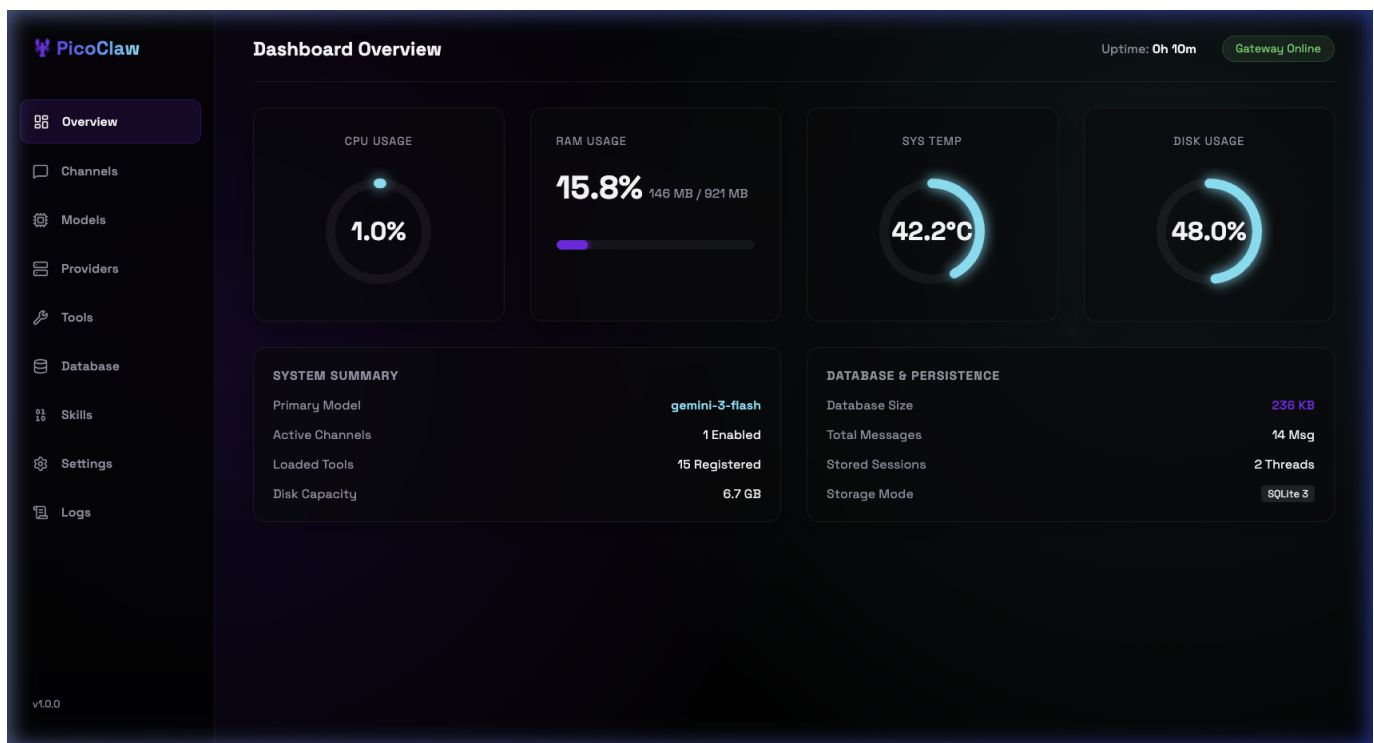 PicoClaw
Overview
Channels
Models
Providers
Tools
Database
Skills
Settings
Logs
v1.0.0
Dashboard Overview
Uptime: 0h 10m
Gateway Online
CPU USAGE
1.0%
RAM USAGE
15.8% 146 MB / 921 MB
SYS TEMP
42.2°C
DISK USAGE
48.0%
SYSTEM SUMMARY
Primary Model gemini-3-flash
Active Channels 1 Enabled
Loaded Tools 15 Registered
Disk Capacity 6.7 GB
DATABASE & PERSISTENCE
Database Size 236 KB
Total Messages 14 Msg
Stored Sessions 2 Threads
Storage Mode SQLite 3